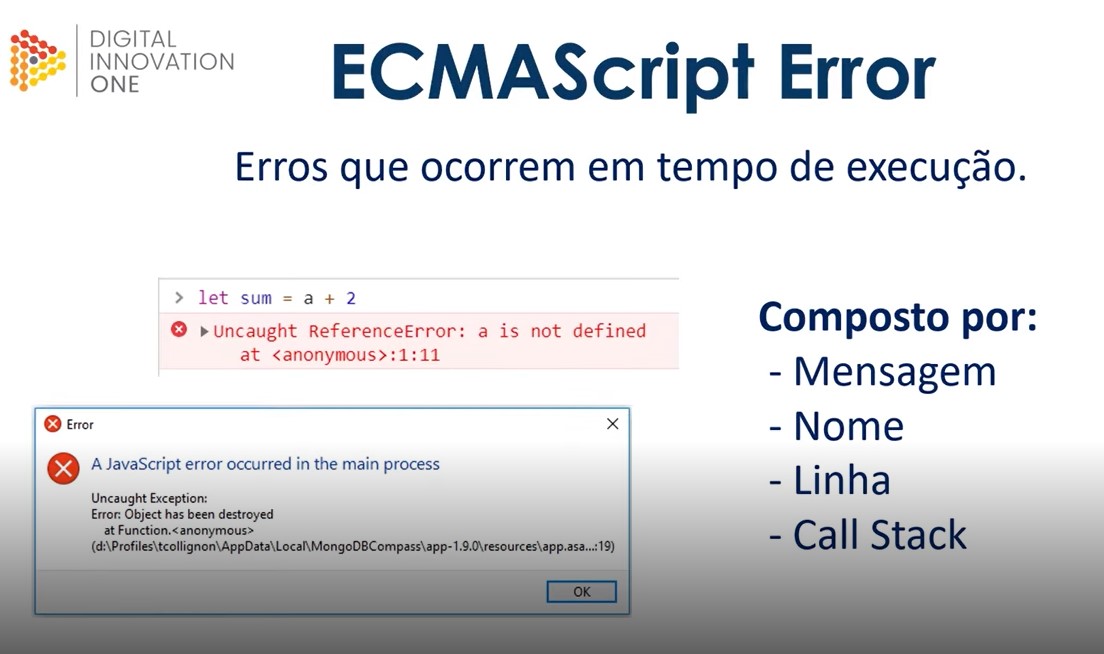 DIGITAL
INNOVATION
ONE
ECMAScript Error
Erros que ocorrem em tempo de execução.
> let sum = a + 2
Uncaught ReferenceError: a is not defined
at <anonymous>:1:11
Composto por:
- Mensagem
- Nome
- Linha
- Call Stack
Error
A JavaScript error occurred in the main process
Uncaught Exception:
Error: Object has been destroyed
at Function.<anonymous>
(d:\Profiles\tcollignon\AppData\Local\MongoDBCompass\app-1.9.0\resources\app.asa...:19)
OK